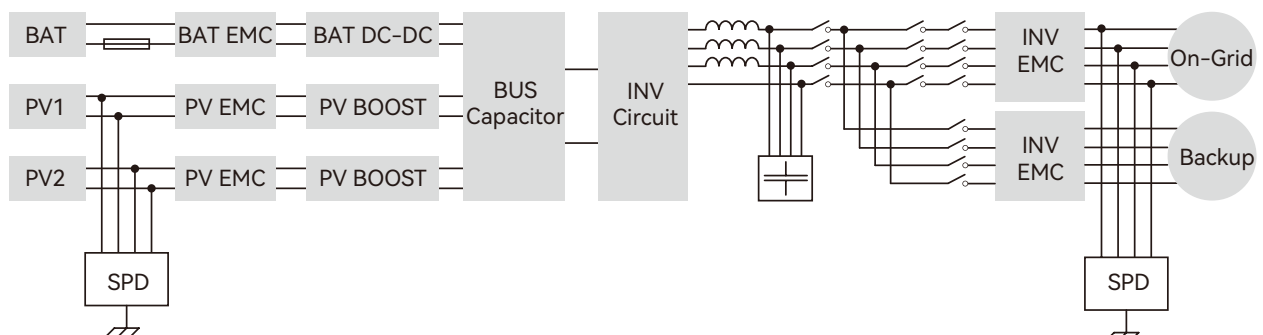 BAT
BAT EMC
BAT DC-DC
PV1
PV EMC
PV BOOST
PV2
PV EMC
PV BOOST
BUS
Capacitor
INV
Circuit
INV
EMC
On-Grid
INV
EMC
Backup
SPD
SPD